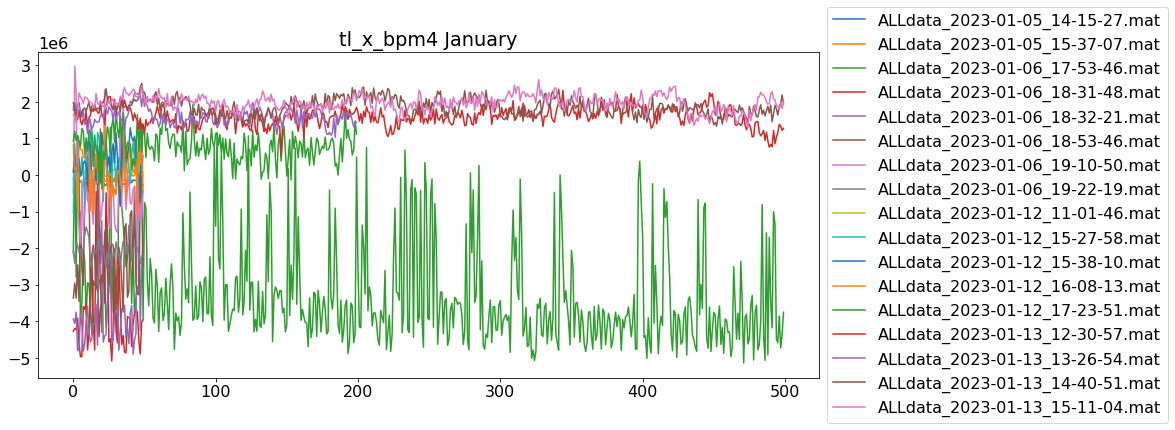 tl_x_bpm4 January
1e6
3
2
1
0
−1
−2
−3
−4
−5
0
100
200
300
400
500
ALLdata_2023-01-05_14-15-27.mat
ALLdata_2023-01-05_15-37-07.mat
ALLdata_2023-01-06_17-53-46.mat
ALLdata_2023-01-06_18-31-48.mat
ALLdata_2023-01-06_18-32-21.mat
ALLdata_2023-01-06_18-53-46.mat
ALLdata_2023-01-06_19-10-50.mat
ALLdata_2023-01-06_19-22-19.mat
ALLdata_2023-01-12_11-01-46.mat
ALLdata_2023-01-12_15-27-58.mat
ALLdata_2023-01-12_15-38-10.mat
ALLdata_2023-01-12_16-08-13.mat
ALLdata_2023-01-12_17-23-51.mat
ALLdata_2023-01-13_12-30-57.mat
ALLdata_2023-01-13_13-26-54.mat
ALLdata_2023-01-13_14-40-51.mat
ALLdata_2023-01-13_15-11-04.mat